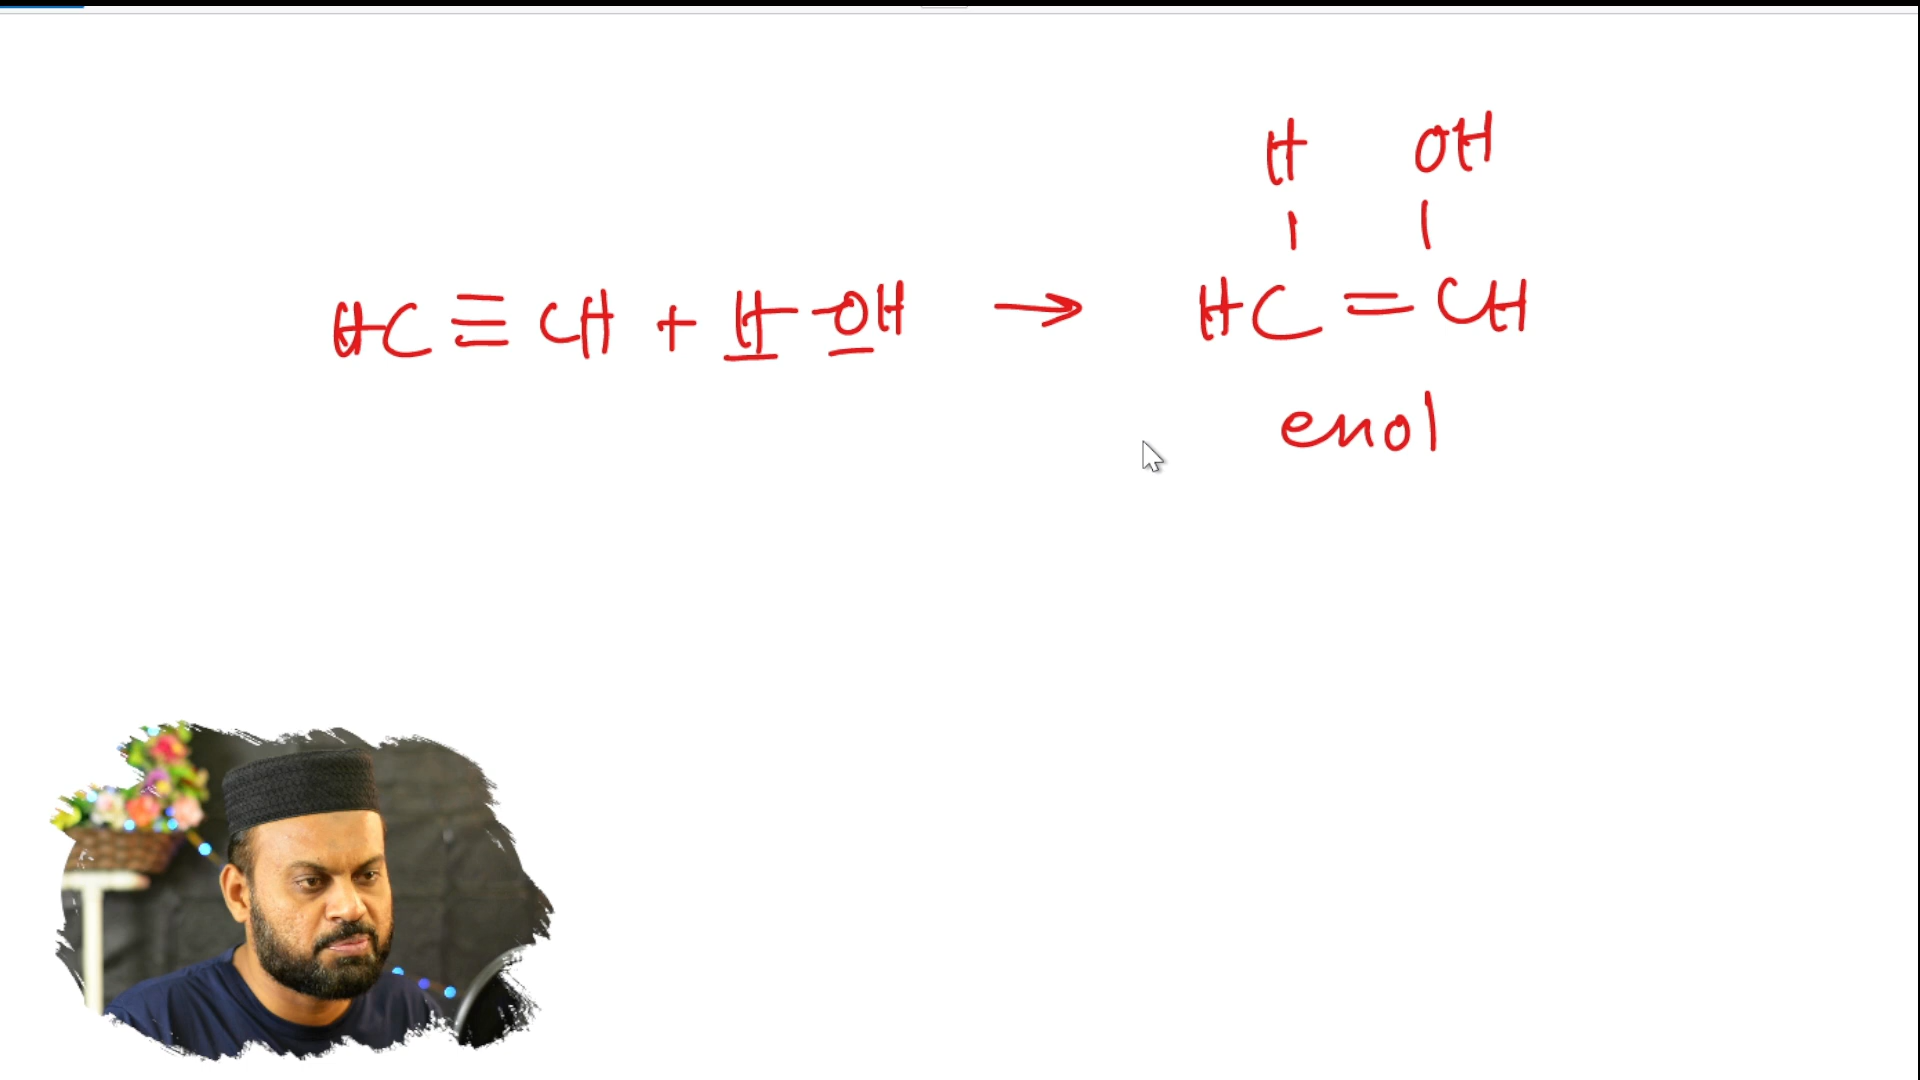 H OH
HC ≡ CH + H - OH → HC = CH
enol